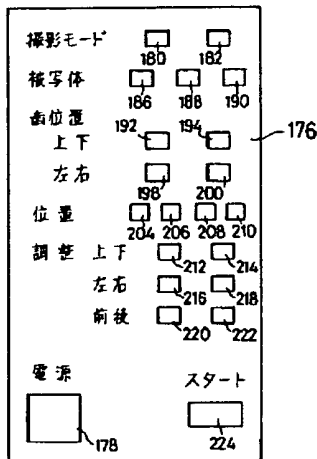 撮影モード
180 182
被写体
186 188 190
歯位置
上下 192 194
176
左右
198 200
位置
204 206 208 210
調整 上下
212 214
左右
216 218
前後
220 222
電源 スタート
178 224